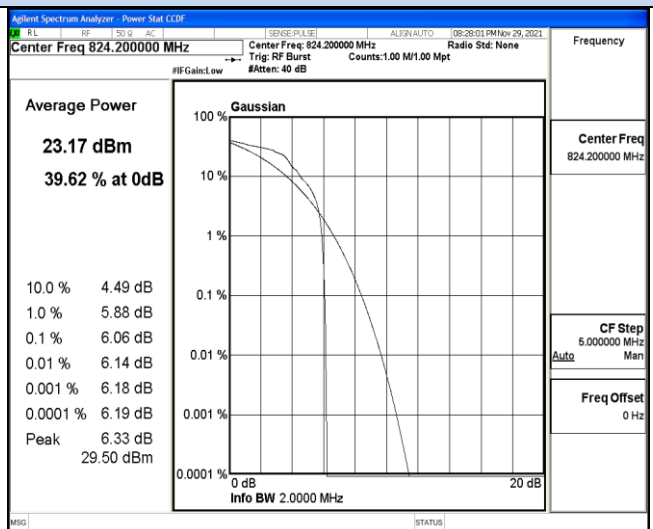 Agilent Spectrum Analyzer - Power Stat CCDF
RL RF 50 Ω AC SENSE:PULSE ALIGN AUTO 08:28:01 PM Nov 29, 2021
Center Freq 824.200000 MHz
Center Freq: 824.200000 MHz Radio Std: None
Trig: RF Burst Counts:1.00 M/1.00 Mpt
#IFGain:Low #Atten: 40 dB
Frequency
Average Power
23.17 dBm
39.62 % at 0dB
10.0 % 4.49 dB
1.0 % 5.88 dB
0.1 % 6.06 dB
0.01 % 6.14 dB
0.001 % 6.18 dB
0.0001 % 6.19 dB
Peak 6.33 dB
29.50 dBm
Gaussian
100 %
10 %
1 %
0.1 %
0.01 %
0.001 %
0.0001 %
0 dB 20 dB
Info BW 2.0000 MHz
Center Freq
824.200000 MHz
CF Step
5.000000 MHz
Auto Man
Freq Offset
0 Hz
MSG STATUS